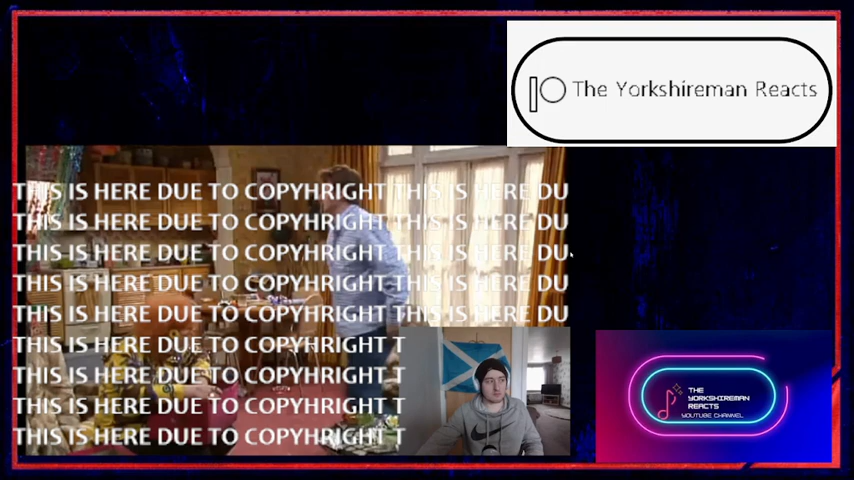 The Yorkshireman Reacts
THIS IS HERE DUE TO COPYHRIGHT THIS IS HERE DU
THIS IS HERE DUE TO COPYHRIGHT THIS IS HERE DU
THIS IS HERE DUE TO COPYHRIGHT THIS IS HERE DU
THIS IS HERE DUE TO COPYHRIGHT THIS IS HERE DU
THIS IS HERE DUE TO COPYHRIGHT THIS IS HERE DU
THIS IS HERE DUE TO COPYHRIGHT T
THIS IS HERE DUE TO COPYHRIGHT T
THIS IS HERE DUE TO COPYHRIGHT T
THIS IS HERE DUE TO COPYHRIGHT T
THE
YORKSHIREMAN
REACTS
YOUTUBE CHANNEL